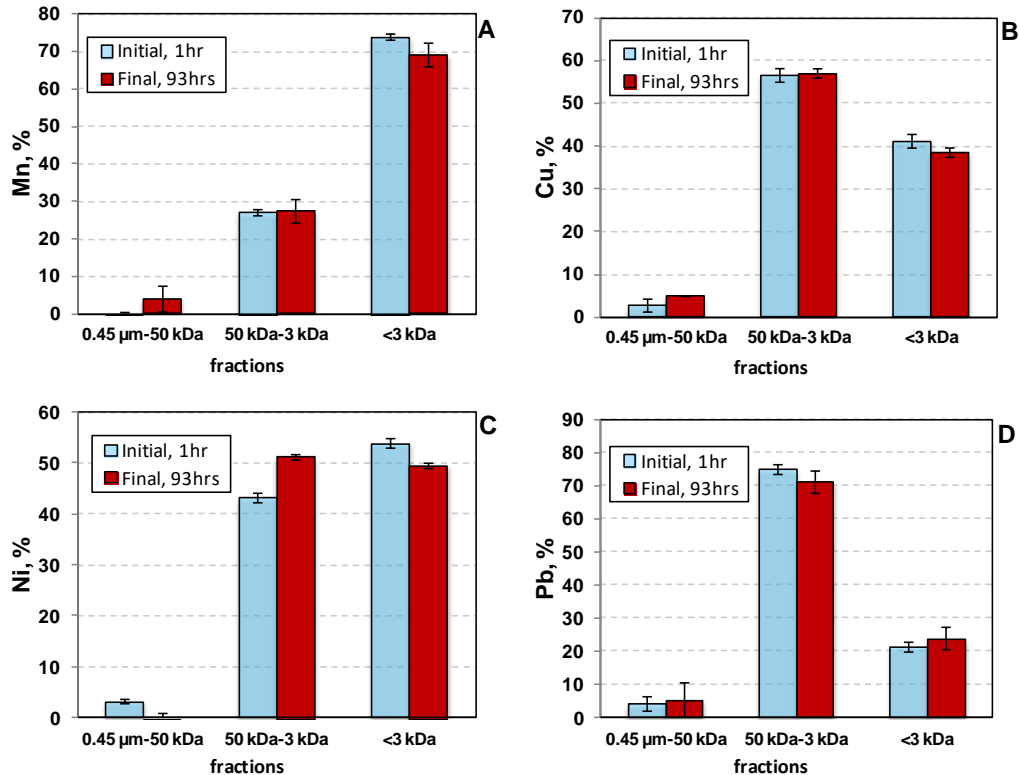 A
Mn, %
80
70
60
50
40
30
20
10
0
Initial, 1hr
Final, 93hrs
0.45 µm-50 kDa 50 kDa-3 kDa <3 kDa
fractions
B
Cu, %
70
60
50
40
30
20
10
0
Initial, 1hr
Final, 93hrs
0.45 µm-50 kDa 50 kDa-3 kDa <3 kDa
fractions
C
Ni, %
60
50
40
30
20
10
0
Initial, 1hr
Final, 93hrs
0.45 µm-50 kDa 50 kDa-3 kDa <3 kDa
fractions
D
Pb, %
90
80
70
60
50
40
30
20
10
0
Initial, 1hr
Final, 93hrs
0.45 µm-50 kDa 50 kDa-3 kDa <3 kDa
fractions